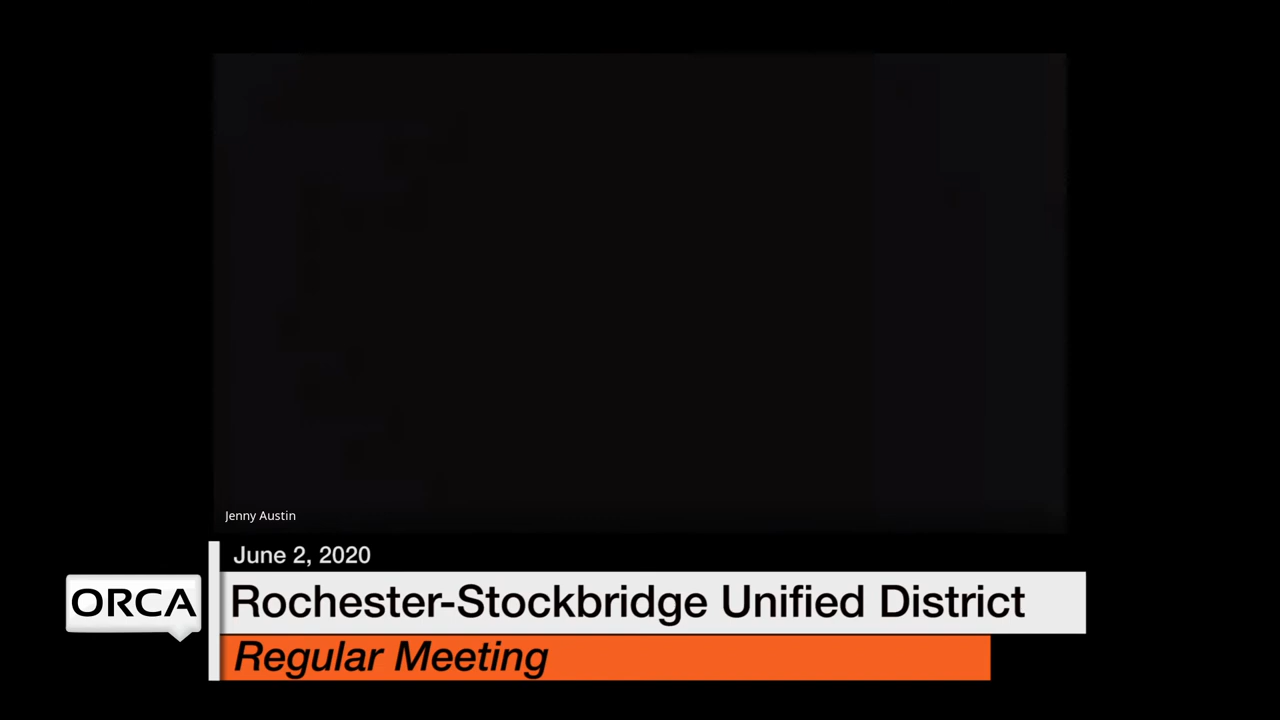 Jenny Austin
June 2, 2020
ORCA
Rochester-Stockbridge Unified District
Regular Meeting